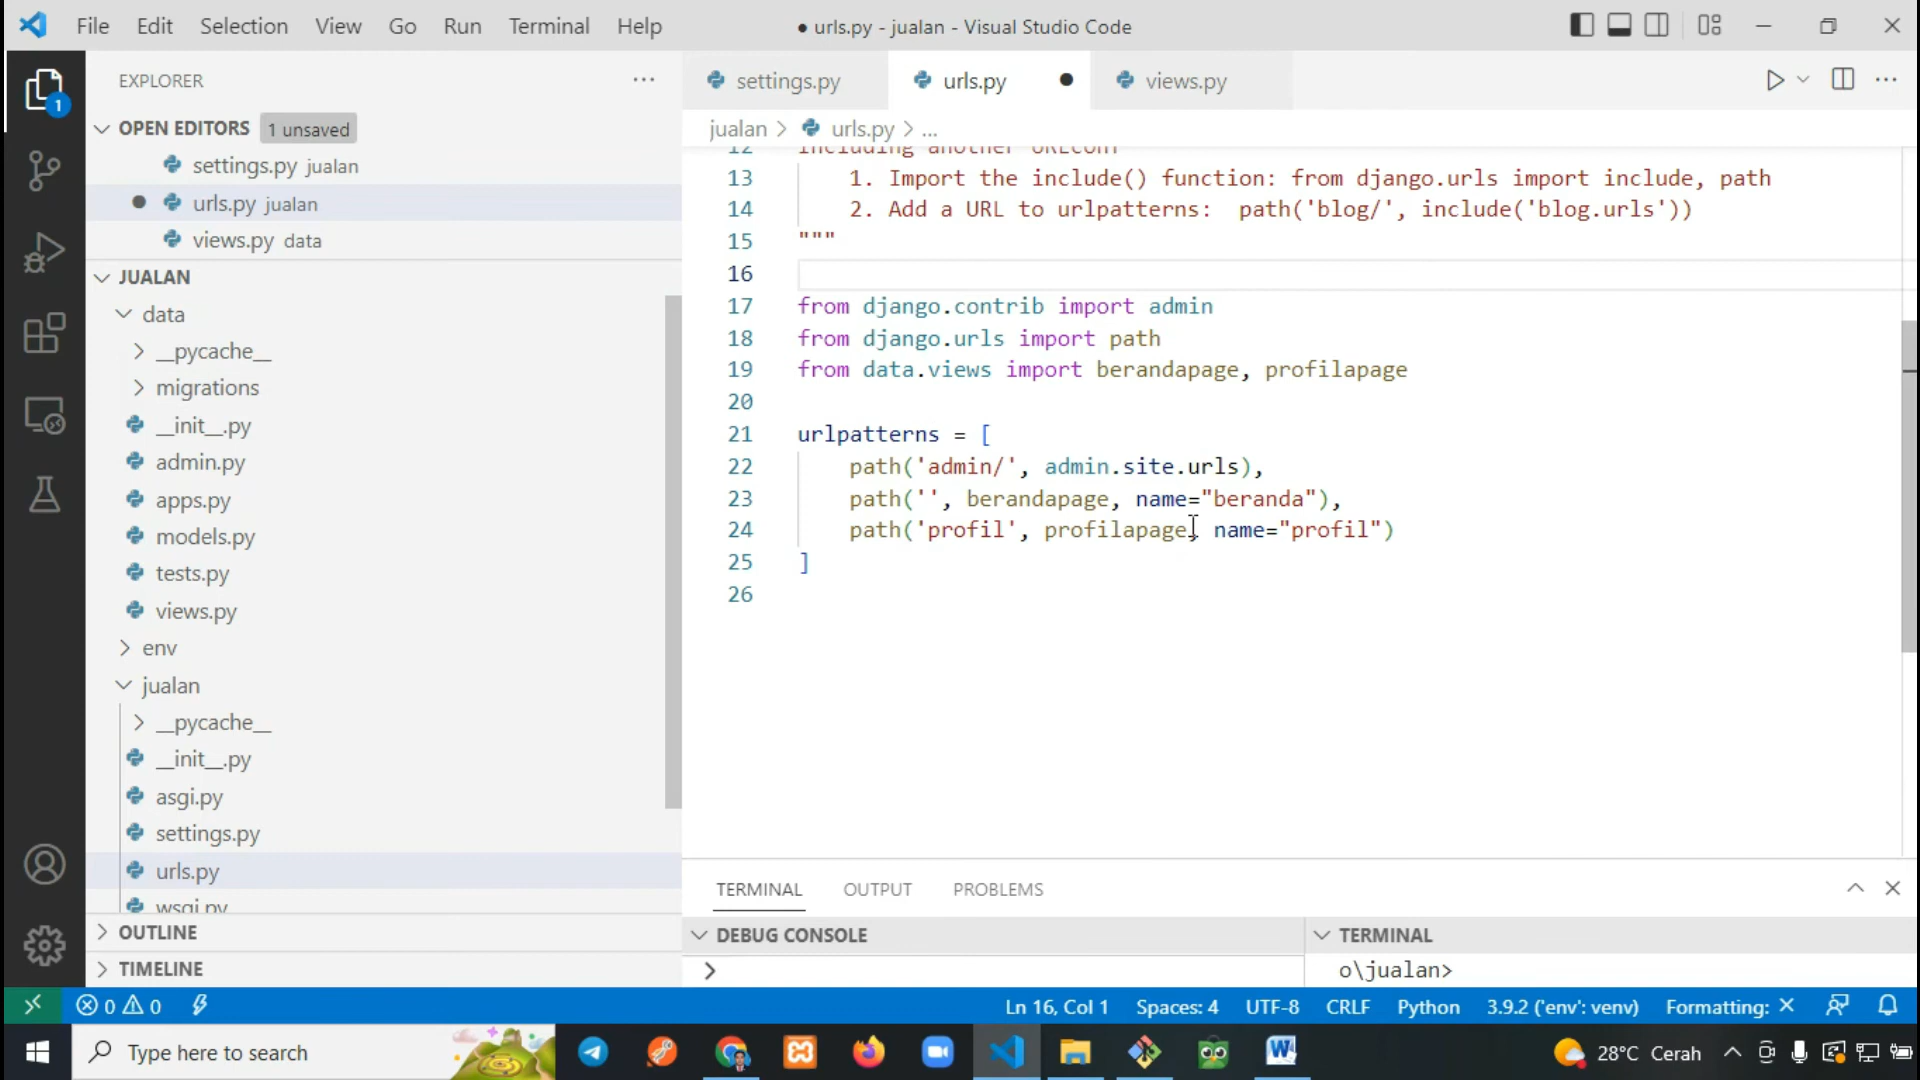 File Edit Selection View Go Run Terminal Help
● urls.py - jualan - Visual Studio Code
EXPLORER
1
OPEN EDITORS 1 unsaved
settings.py jualan
urls.py jualan
views.py data
JUALAN
data
__pycache__
migrations
__init__.py
admin.py
apps.py
models.py
tests.py
views.py
env
jualan
__pycache__
__init__.py
asgi.py
settings.py
urls.py
wsgi.py
OUTLINE
TIMELINE
settings.py urls.py views.py
jualan > urls.py > ...
12 Including another URLconf
13 1. Import the include() function: from django.urls import include, path
14 2. Add a URL to urlpatterns:  path('blog/', include('blog.urls'))
15 """
16
17 from django.contrib import admin
18 from django.urls import path
19 from data.views import berandapage, profilapage
20
21 urlpatterns = [
22 path('admin/', admin.site.urls),
23 path('', berandapage, name="beranda"),
24 path('profil', profilapage, name="profil")
25 ]
26
TERMINAL OUTPUT PROBLEMS
DEBUG CONSOLE
>
TERMINAL
o\jualan>
0 0
Ln 16, Col 1 Spaces: 4 UTF-8 CRLF Python 3.9.2 ('env': venv) Formatting: ×
Type here to search
28°C Cerah